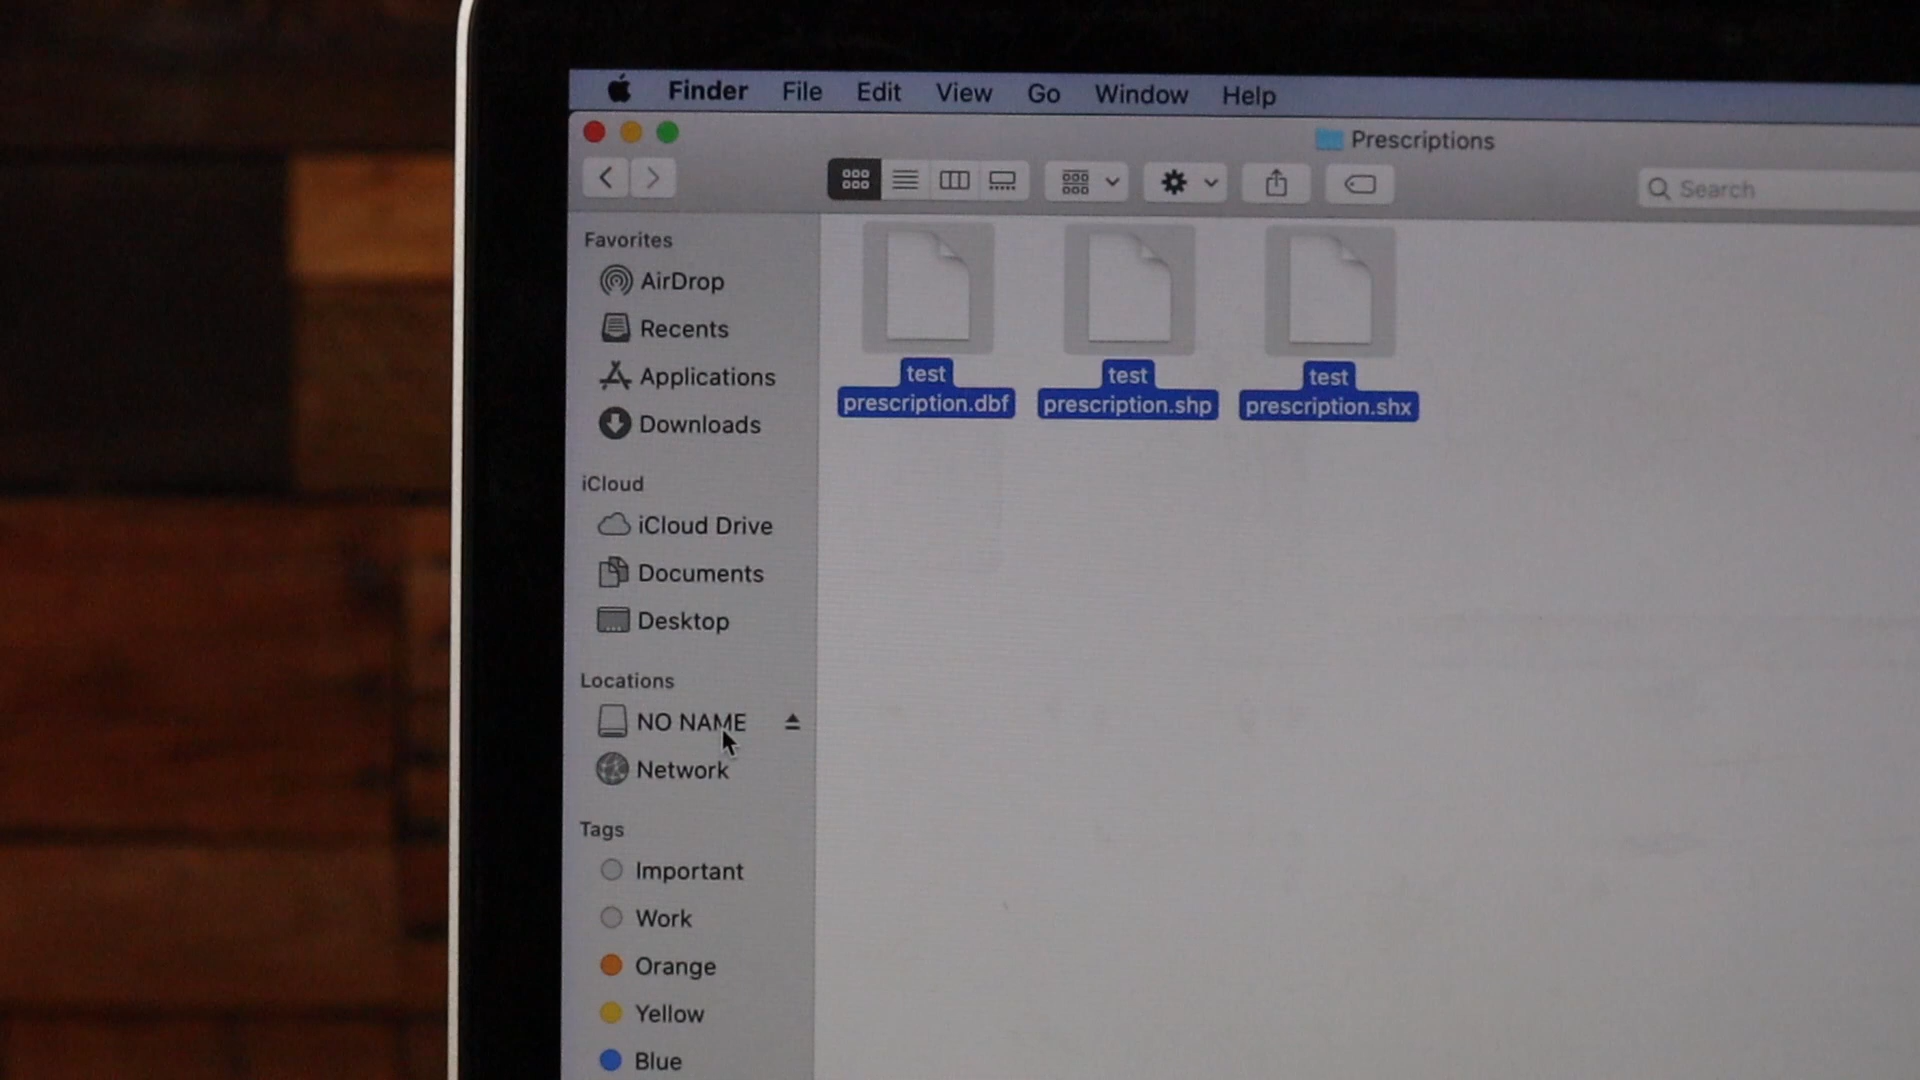 Finder File Edit View Go Window Help
Prescriptions
Search
Favorites
AirDrop
Recents
Applications
Downloads
iCloud
iCloud Drive
Documents
Desktop
Locations
NO NAME
Network
Tags
Important
Work
Orange
Yellow
Blue
test
prescription.dbf
test
prescription.shp
test
prescription.shx